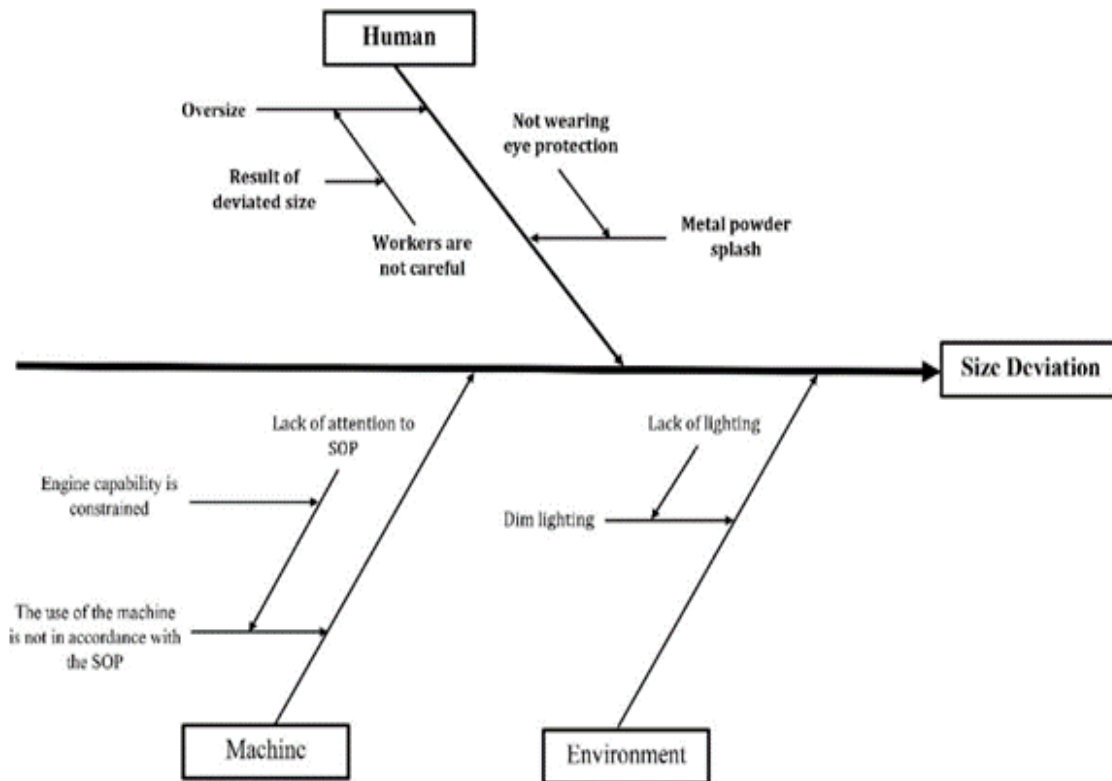 Human
Oversize
Not wearing
eye protection
Result of
deviated size
Workers are
not careful
Metal powder
splash
Size Deviation
Lack of attention to
SOP
Lack of lighting
Engine capability is
constrained
Dim lighting
The use of the machine
is not in accordance with
the SOP
Machine
Environment